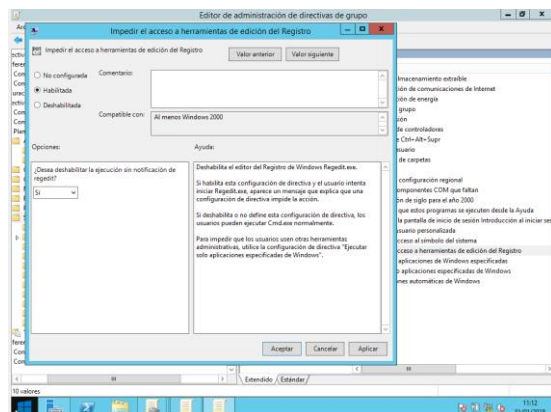 Editor de administración de directivas de grupo
Impedir el acceso a herramientas de edición del Registro
Impedir el acceso a herramientas de edición del Registro
Valor anterior
Valor siguiente
No configurada
Comentario:
Habilitada
Deshabilitada
Compatible con:
Al menos Windows 2000
Opciones:
Ayuda:
¿Desea deshabilitar la ejecución sin notificación de
regedit?
Sí
Deshabilita el editor del Registro de Windows Regedit.exe.
Si habilita esta configuración de directiva y el usuario intenta
iniciar Regedit.exe, aparece un mensaje que explica que una
configuración de directiva impide la acción.
Si deshabilita o no define esta configuración de directiva, los
usuarios pueden ejecutar Cmd.exe normalmente.
Para impedir que los usuarios usen otras herramientas
administrativas, utilice la configuración de directiva "Ejecutar
solo aplicaciones especificadas de Windows".
Aceptar
Cancelar
Aplicar
lmacenamiento extraíble
ión de comunicaciones de Internet
ión de energía
grupo
sión
de controladores
e Ctrl+Alt+Supr
usuario
de carpetas
configuración regional
omponentes COM que faltan
ón de siglo para el año 2000
que estos programas se ejecuten desde la Ayuda
la pantalla de inicio de sesión Introducción al iniciar ses
usuario personalizada
cceso al símbolo del sistema
cceso a herramientas de edición del Registro
aplicaciones de Windows especificadas
o aplicaciones especificadas de Windows
nes automáticas de Windows
Extendido
Estándar
10 valores
11:12